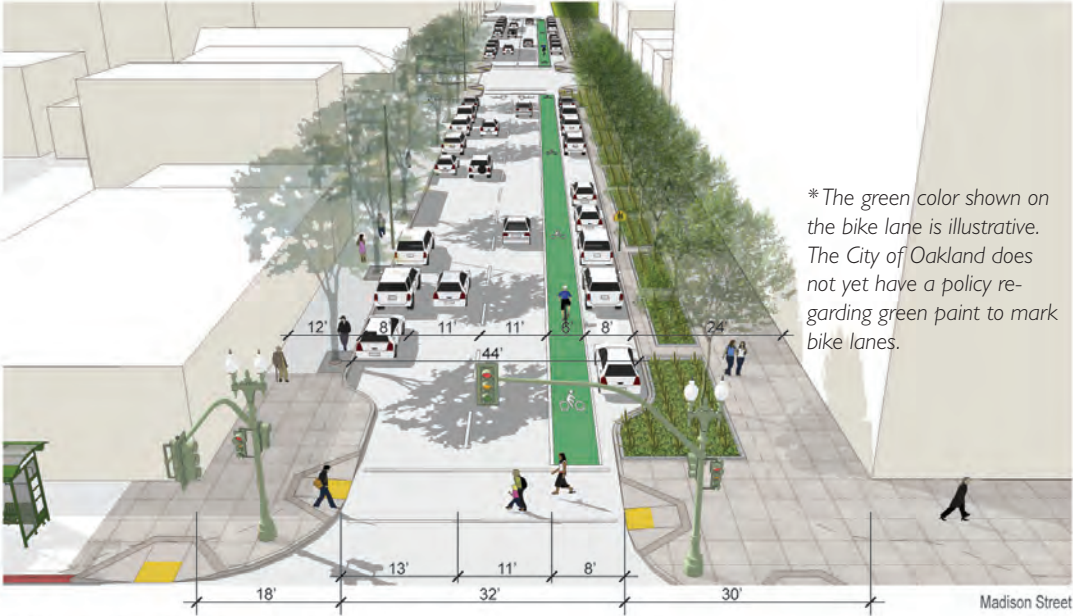 * The green color shown on
the bike lane is illustrative.
The City of Oakland does
not yet have a policy re-
garding green paint to mark
bike lanes.
12' 8' 11' 11' 6' 8' 24'
44'
13' 11' 8'
18' 32' 30'
Madison Street